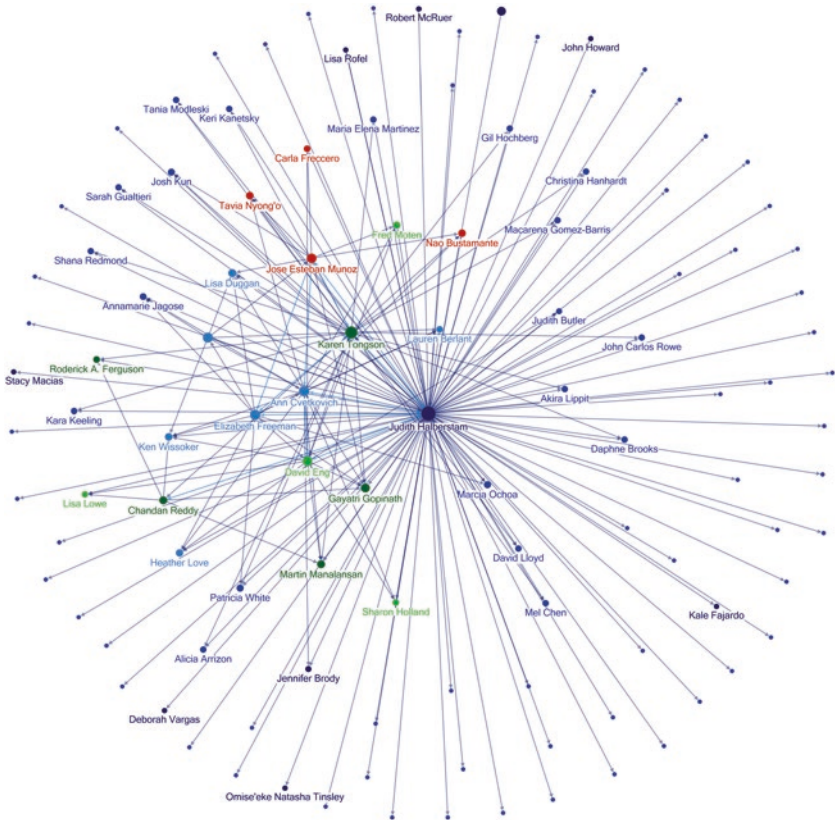 Robert McRuer
John Howard
Lisa Rofel
Tania Modleski
Keri Kanetsky
Maria Elena Martinez
Gil Hochberg
Carla Freccero
Josh Kun
Christina Hanhardt
Sarah Gualtieri
Tavia Nyong'o
Macarena Gomez-Barris
Fred Moten
Nao Bustamante
Shana Redmond
Jose Esteban Munoz
Lisa Duggan
Annamarie Jagose
Judith Butler
Lauren Berlant
Karen Tongson
John Carlos Rowe
Roderick A. Ferguson
Stacy Macias
Akira Lippit
Ann Cvetkovich
Kara Keeling
Elizabeth Freeman
Judith Halberstam
Daphne Brooks
Ken Wissoker
David Eng
Marcia Ochoa
Gayatri Gopinath
Lisa Lowe
Chandan Reddy
David Lloyd
Heather Love
Martin Manalansan
Patricia White
Sharon Holland
Mel Chen
Kale Fajardo
Alicia Arrizon
Jennifer Brody
Deborah Vargas
Omise'eke Natasha Tinsley